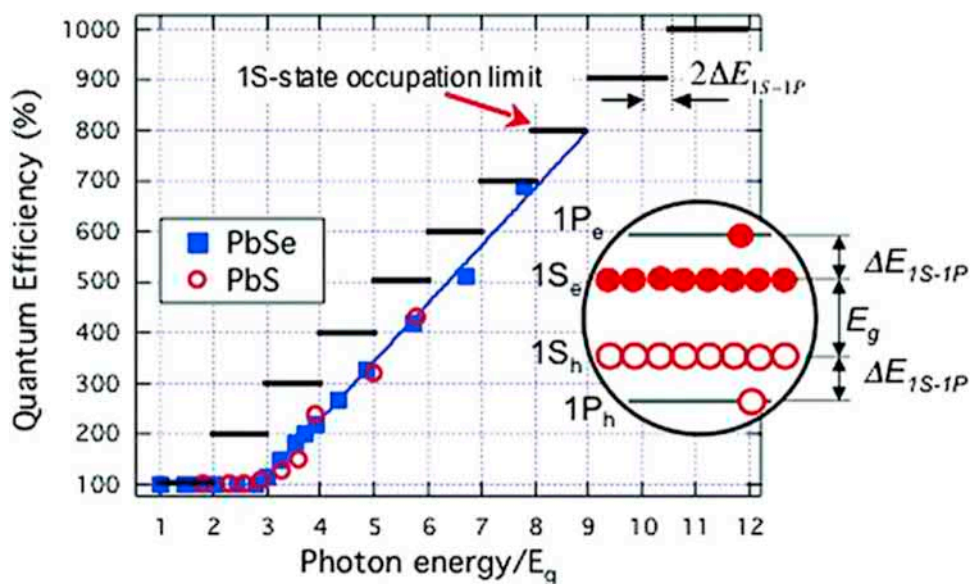 1000
900
800
700
600
500
400
300
200
100
Quantum Efficiency (%)
1S-state occupation limit
2ΔE1S-1P
PbSe
PbS
1Pe
1Se
1Sh
1Ph
ΔE1S-1P
Eg
ΔE1S-1P
1 2 3 4 5 6 7 8 9 10 11 12
Photon energy/Eg